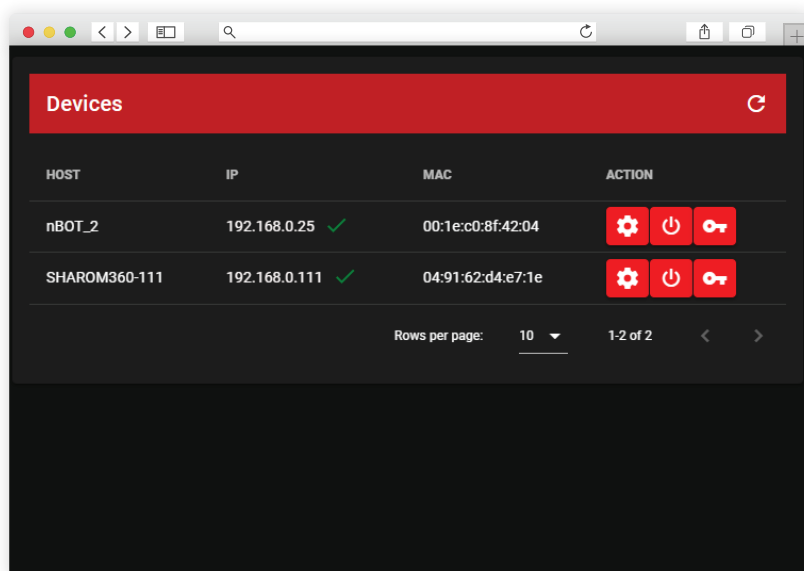 Devices
HOST IP MAC ACTION
nBOT_2 192.168.0.25 00:1e:c0:8f:42:04
SHAROM360-111 192.168.0.111 04:91:62:d4:e7:1e
Rows per page: 10 1-2 of 2